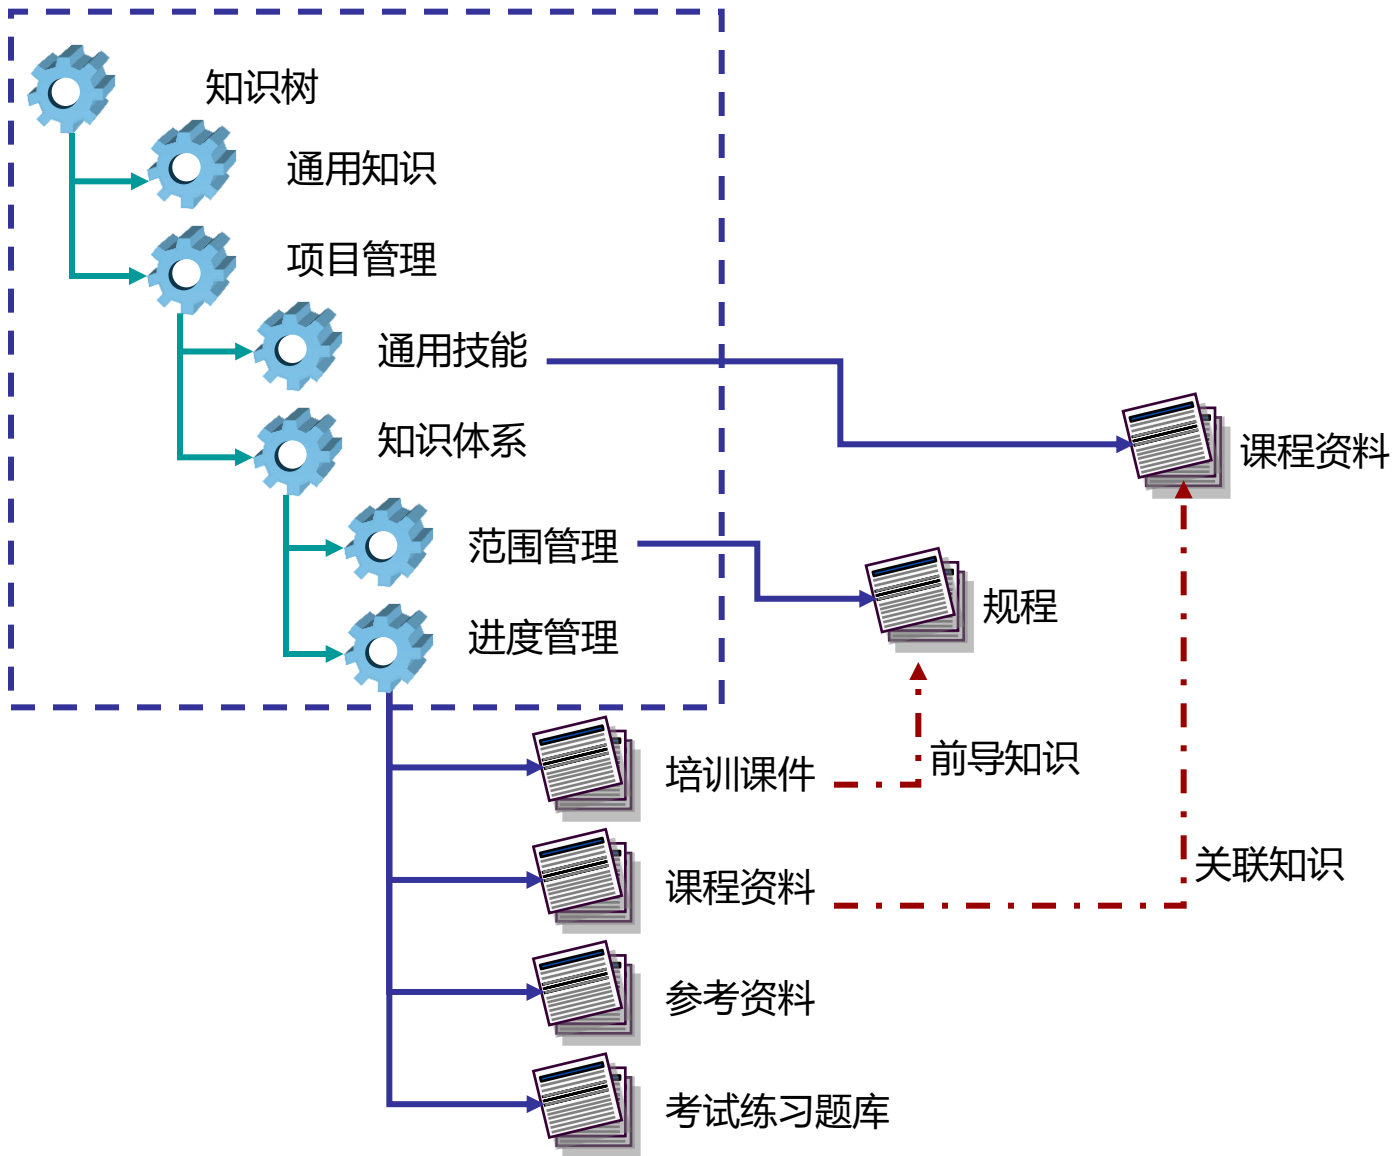 知识树
通用知识
项目管理
通用技能
知识体系
课程资料
范围管理
规程
进度管理
培训课件
前导知识
课程资料
关联知识
参考资料
考试练习题库